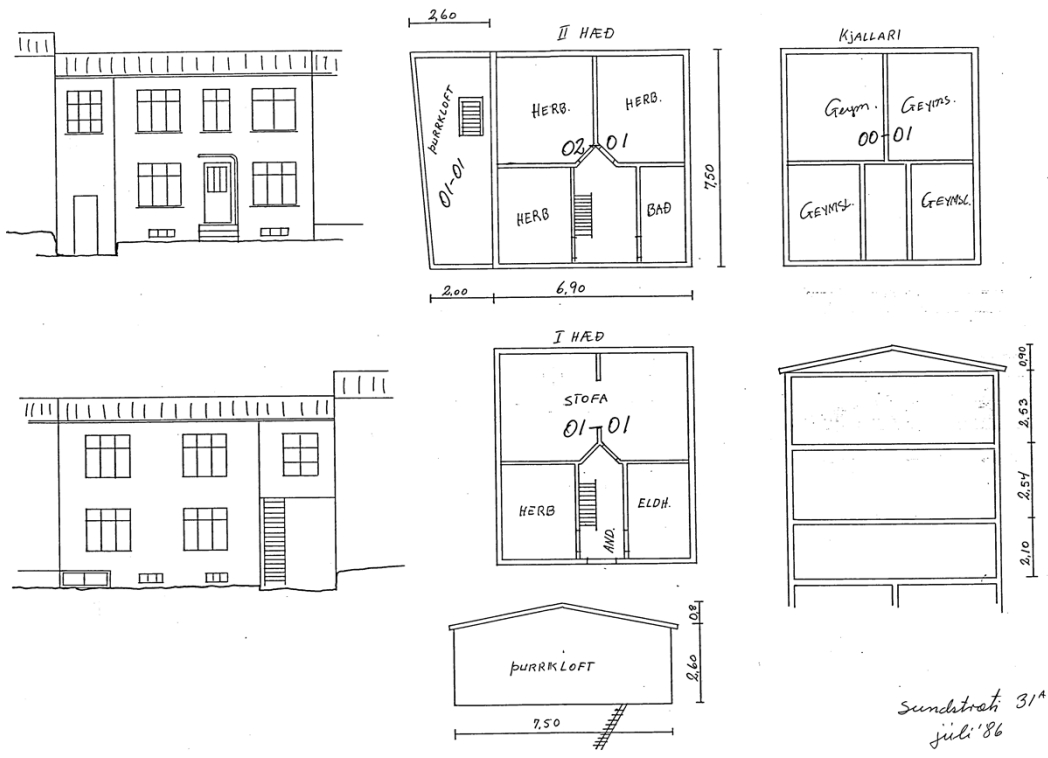 2,60
II HÆÐ
ÞURRKLOFT
01-01
HERB.
HERB.
02 01
HERB
BAÐ
7,50
2,00
6,90
KJALLARI
Geym.
GEYMS.
00-01
GEYMSL.
GEYMSL.
I HÆÐ
STOFA
01-01
HERB
AND.
ELDH.
0,90
2,53
2,54
2,10
ÞURRKLOFT
0,8
2,60
7,50
Sundstræti 31A
júlí '86